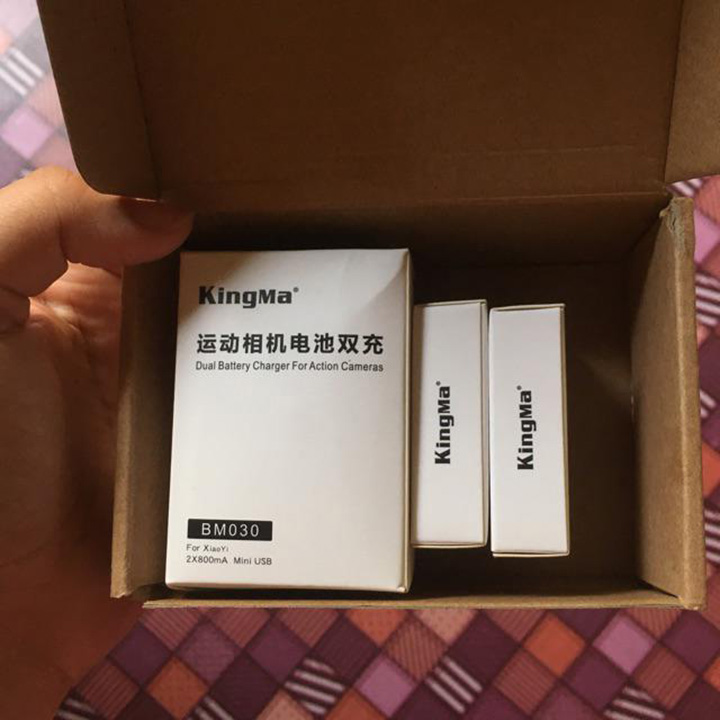 KingMa®
运动相机电池双充
Dual Battery Charger For Action Cameras
BM030
For XiaoYi
2X800mA Mini USB
KingMa®
KingMa®